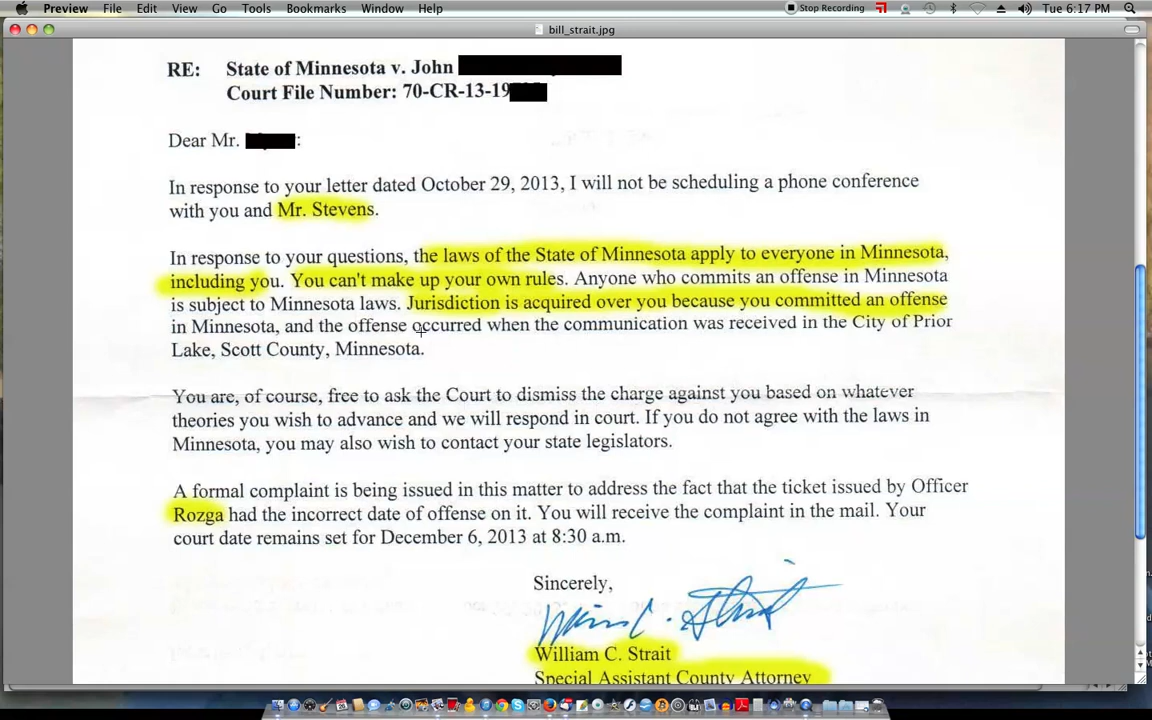 Preview File Edit View Go Tools Bookmarks Window Help Stop Recording Tue 6:17 PM
bill_strait.jpg
RE: State of Minnesota v. John
Court File Number: 70-CR-13-19
Dear Mr. :
In response to your letter dated October 29, 2013, I will not be scheduling a phone conference
with you and Mr. Stevens.
In response to your questions, the laws of the State of Minnesota apply to everyone in Minnesota,
including you. You can't make up your own rules. Anyone who commits an offense in Minnesota
is subject to Minnesota laws. Jurisdiction is acquired over you because you committed an offense
in Minnesota, and the offense occurred when the communication was received in the City of Prior
Lake, Scott County, Minnesota.
You are, of course, free to ask the Court to dismiss the charge against you based on whatever
theories you wish to advance and we will respond in court. If you do not agree with the laws in
Minnesota, you may also wish to contact your state legislators.
A formal complaint is being issued in this matter to address the fact that the ticket issued by Officer
Rozga had the incorrect date of offense on it. You will receive the complaint in the mail. Your
court date remains set for December 6, 2013 at 8:30 a.m.
Sincerely,
William C. Strait
William C. Strait
Special Assistant County Attorney